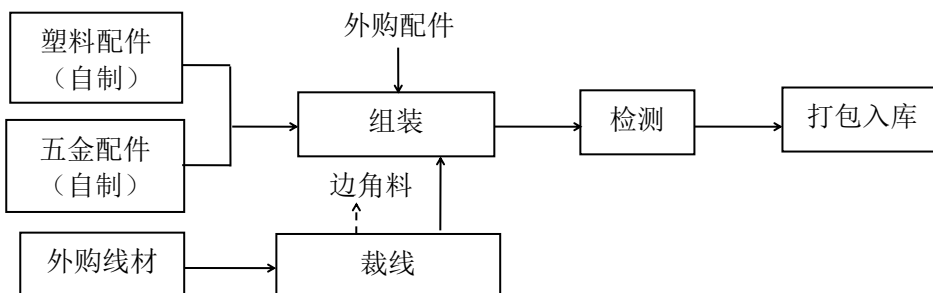 外购配件
塑料配件
（自制）
组装
检测
打包入库
五金配件
（自制）
边角料
外购线材
裁线